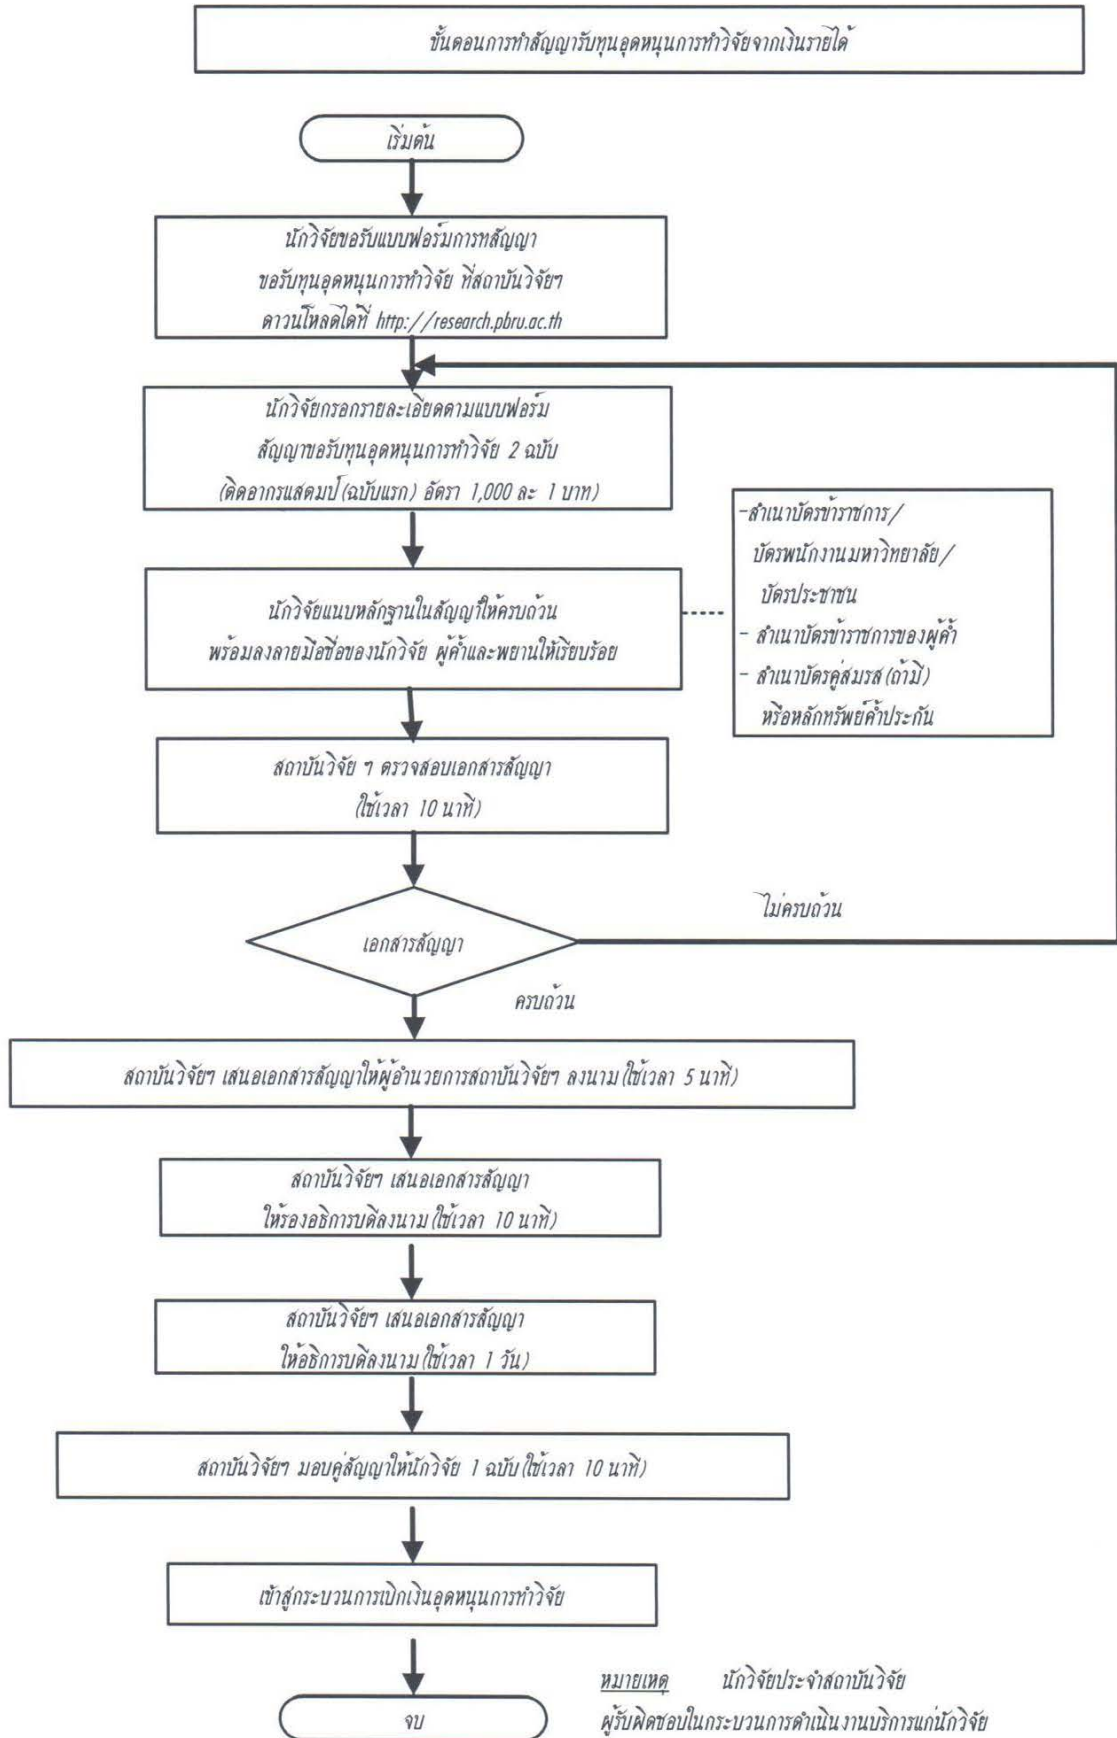 ขั้นตอนการทำสัญญารับทุนอุดหนุนการทำวิจัยจากเงินรายได้
เริ่มต้น
นักวิจัยขอรับแบบฟอร์มการทสัญญา
ขอรับทุนอุดหนุนการทำวิจัย ที่สถาบันวิจัยฯ
ดาวน์โหลดได้ที่ http://research.pbru.ac.th
นักวิจัยกรอกรายละเอียดตามแบบฟอร์ม
สัญญาขอรับทุนอุดหนุนการทำวิจัย 2 ฉบับ
(ติดอากรแสตมป์ (ฉบับแรก) อัตรา 1,000 ละ 1 บาท)
นักวิจัยแนบหลักฐานในสัญญาให้ครบถ้วน
พร้อมลงลายมือชื่อของนักวิจัย ผู้ค้ำและพยานให้เรียบร้อย
-สำเนาบัตรข้าราชการ/
บัตรพนักงานมหาวิทยาลัย/
บัตรประชาชน
- สำเนาบัตรข้าราชการของผู้ค้ำ
- สำเนาบัตรคู่สมรส (ถ้ามี)
หรือหลักทรัพย์ค้ำประกัน
สถาบันวิจัย ฯ ตรวจสอบเอกสารสัญญา
(ใช้เวลา 10 นาที)
ไม่ครบถ้วน
เอกสารสัญญา
ครบถ้วน
สถาบันวิจัยฯ เสนอเอกสารสัญญาให้ผู้อำนวยการสถาบันวิจัยฯ ลงนาม (ใช้เวลา 5 นาที)
สถาบันวิจัยฯ เสนอเอกสารสัญญา
ให้รองอธิการบดีลงนาม (ใช้เวลา 10 นาที)
สถาบันวิจัยฯ เสนอเอกสารสัญญา
ให้อธิการบดีลงนาม (ใช้เวลา 1 วัน)
สถาบันวิจัยฯ มอบคู่สัญญาให้นักวิจัย 1 ฉบับ (ใช้เวลา 10 นาที)
เข้าสู่กระบวนการเบิกเงินอุดหนุนการทำวิจัย
จบ
หมายเหตุ นักวิจัยประจำสถาบันวิจัย
ผู้รับผิดชอบในกระบวนการดำเนินงานบริการแก่นักวิจัย